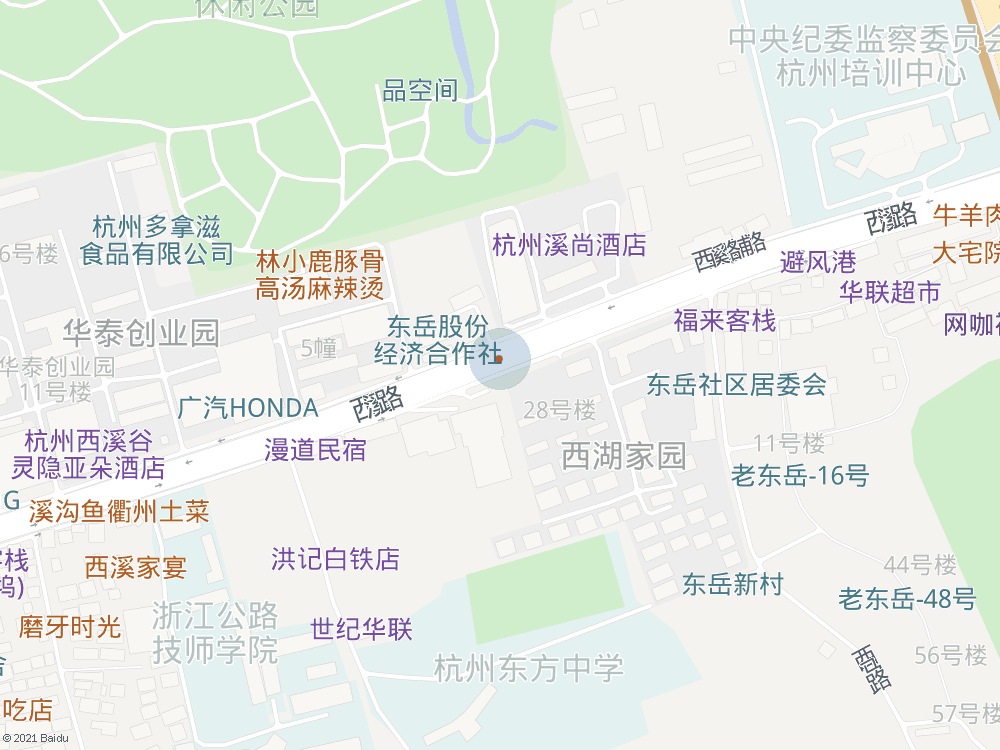 休闲公园
中央纪委监察委员会
杭州培训中心
品空间
西溪路
牛羊肉
大宅院
杭州多拿滋
食品有限公司
6号楼
杭州溪尚酒店
西溪路辅路
避风港
华联超市
林小鹿豚骨
高汤麻辣烫
福来客栈
网咖
华泰创业园
东岳股份
经济合作社
5幢
华泰创业园
11号楼
东岳社区居委会
西溪路
广汽HONDA
28号楼
杭州西溪谷
灵隐亚朵酒店
漫道民宿
11号楼
西湖家园
老东岳-16号
G
溪沟鱼衢州土菜
客栈
坞)
西溪家宴
洪记白铁店
44号楼
东岳新村
老东岳-48号
浙江公路
技师学院
磨牙时光
世纪华联
杭州东方中学
56号楼
吃店
57号楼
© 2021 Baidu